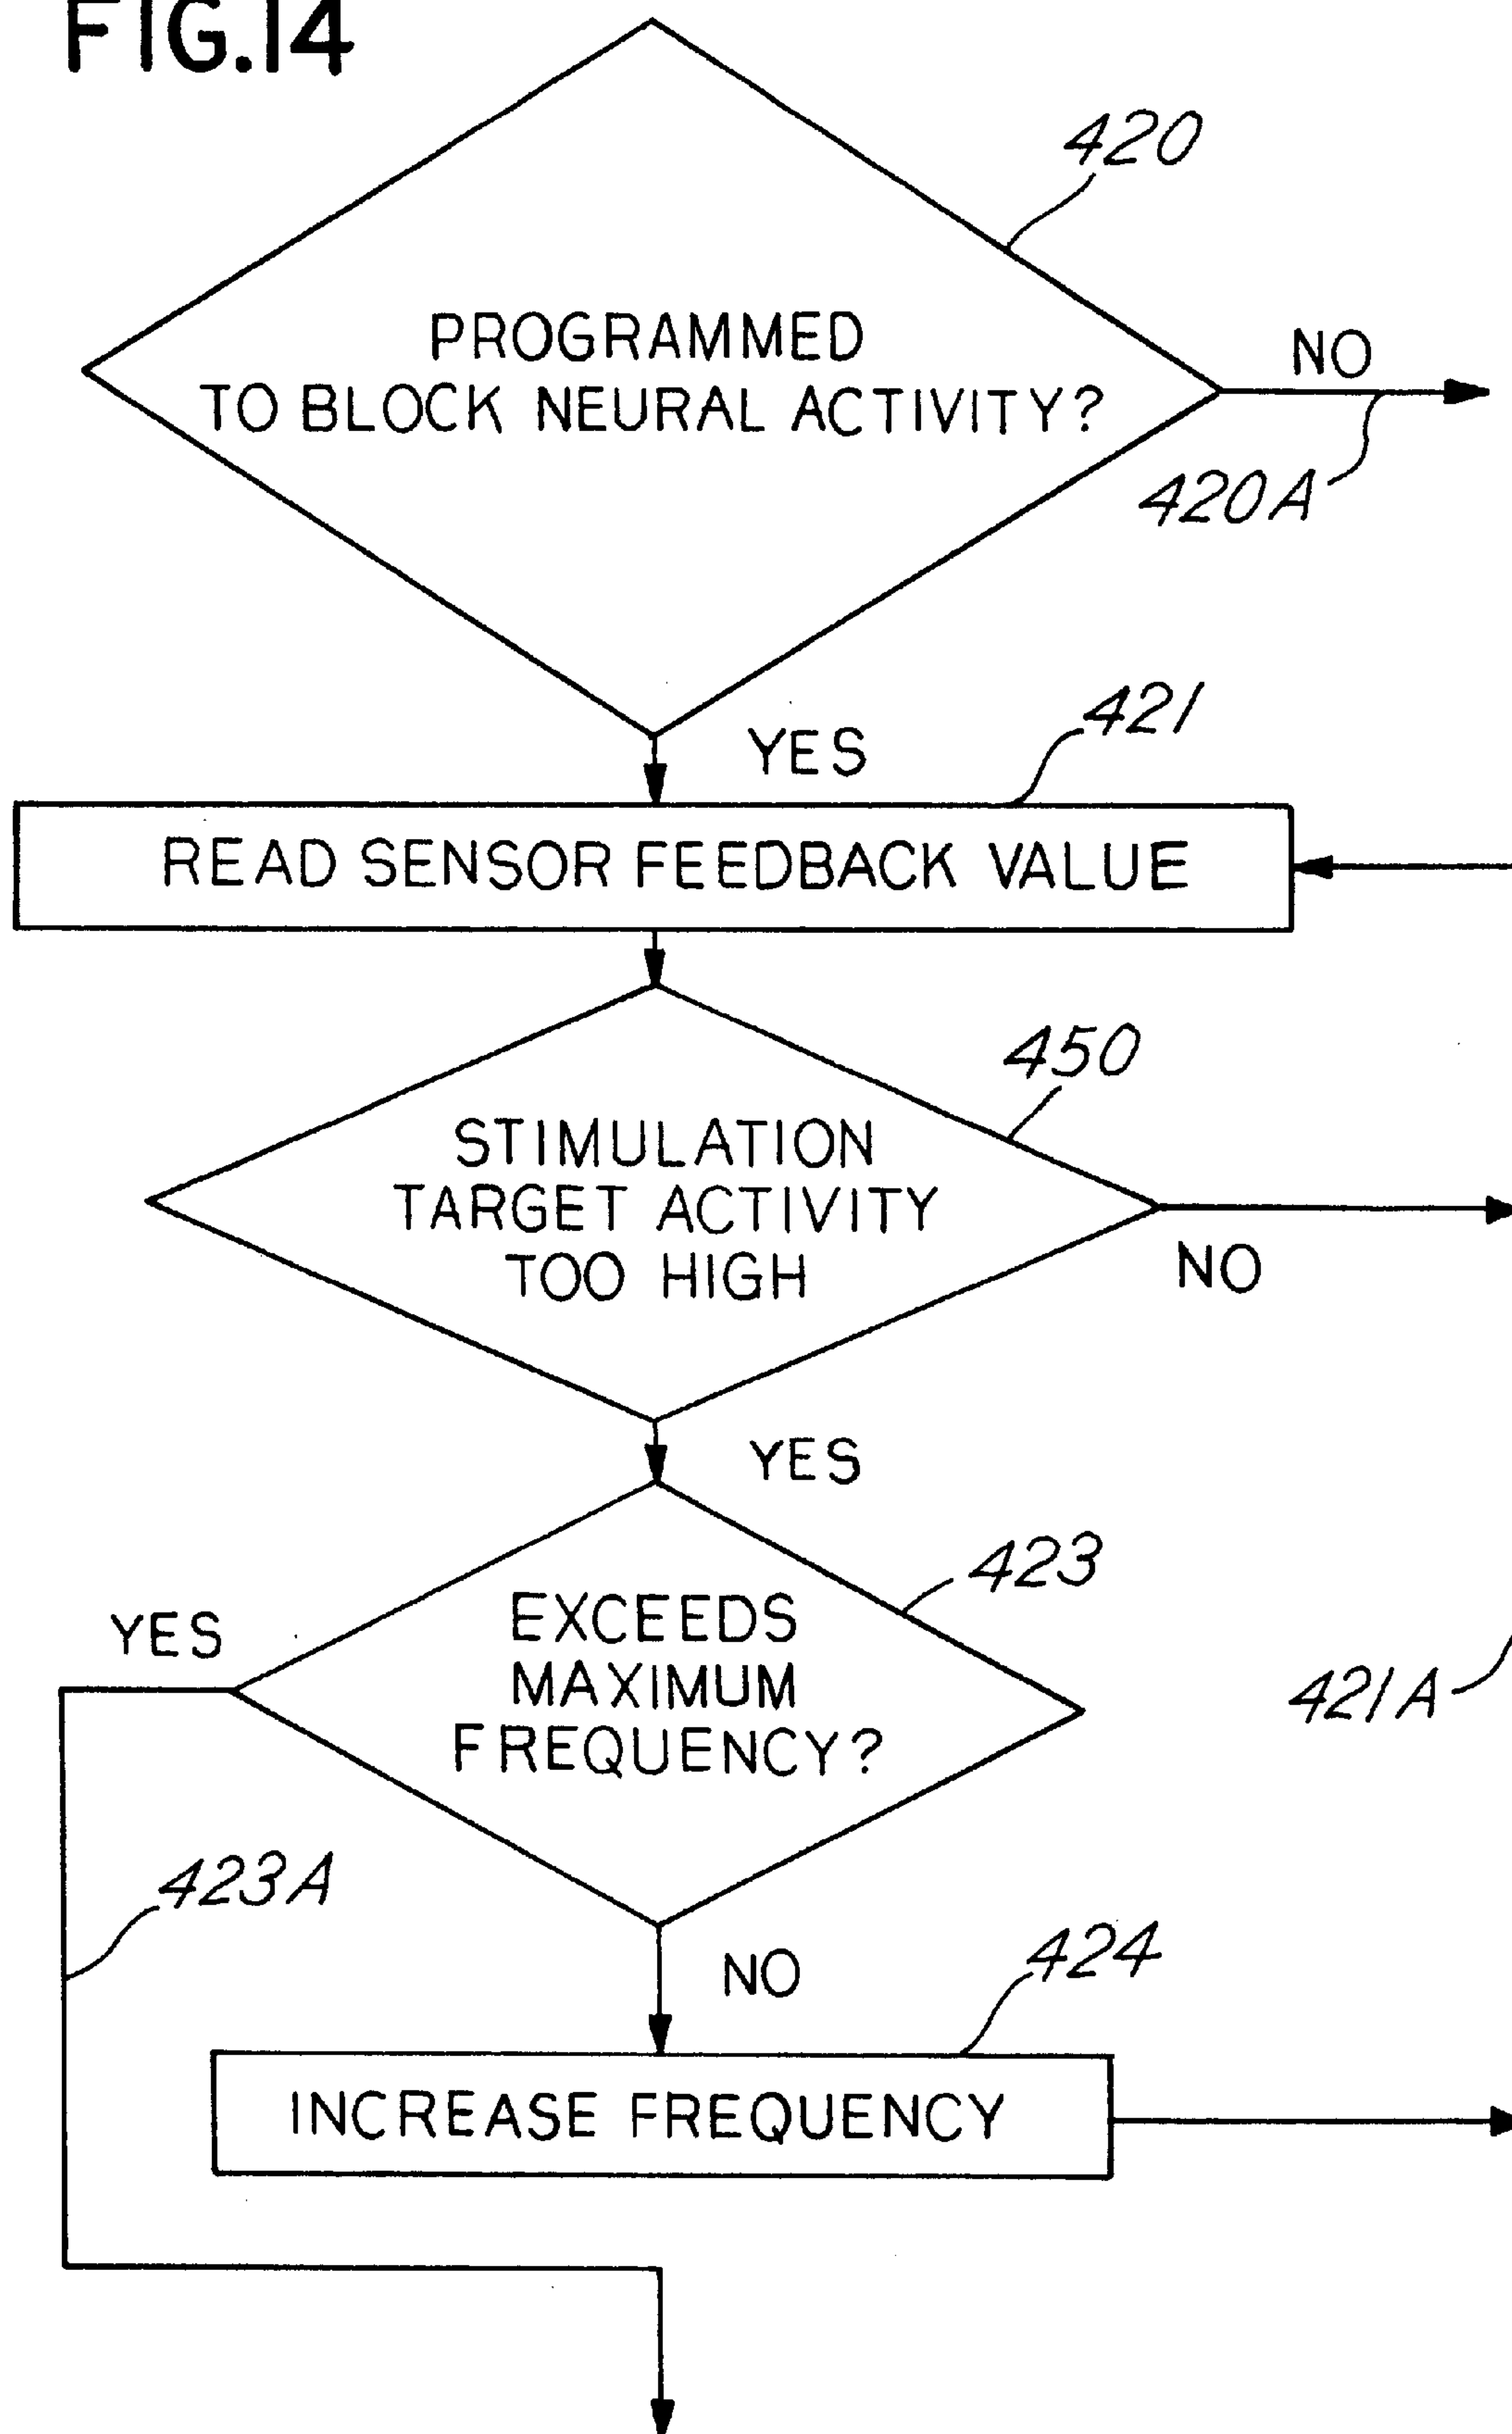 FIG.14
420
PROGRAMMED
TO BLOCK NEURAL ACTIVITY?
NO
420A
YES
421
READ SENSOR FEEDBACK VALUE
450
STIMULATION
TARGET ACTIVITY
TOO HIGH
NO
YES
423
EXCEEDS
MAXIMUM
FREQUENCY?
YES
421A
423A
NO
424
INCREASE FREQUENCY